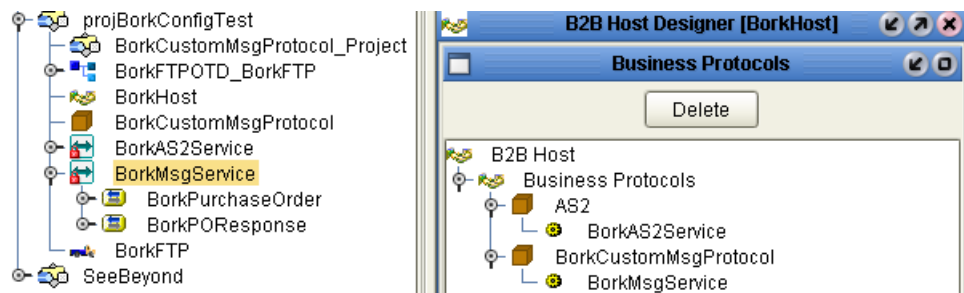 projBorkConfigTest
BorkCustomMsgProtocol_Project
BorkFTPOTD_BorkFTP
BorkHost
BorkCustomMsgProtocol
BorkAS2Service
BorkMsgService
BorkPurchaseOrder
BorkPOResponse
BorkFTP
SeeBeyond
B2B Host Designer [BorkHost]
Business Protocols
Delete
B2B Host
Business Protocols
AS2
BorkAS2Service
BorkCustomMsgProtocol
BorkMsgService